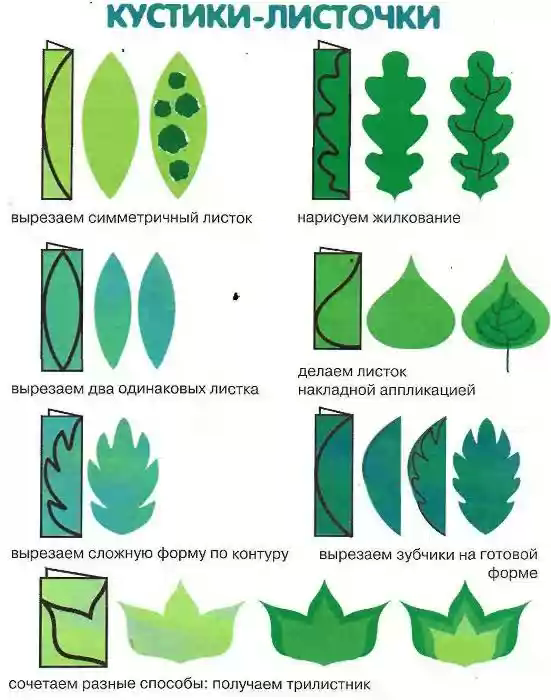 КУСТИКИ-ЛИСТОЧКИ
вырезаем симметричный листок
нарисуем жилкование
вырезаем два одинаковых листка
делаем листок
накладной аппликацией
вырезаем сложную форму по контуру
вырезаем зубчики на готовой
форме
сочетаем разные способы: получаем трилистник